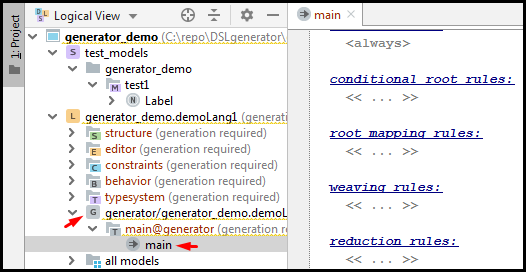 1: Project
Logical View
generator_demo (C:\repo\DSLgenerator\
test_models
generator_demo
M test1
N Label
L generator_demo.demoLang1 (generati
S structure (generation required)
E editor (generation required)
C constraints (generation required)
B behavior (generation required)
T typesystem (generation required)
G generator/generator_demo.demoL
T main@generator (generation re
main
all models
main
<always>
conditional root rules:
<< ... >>
root mapping rules:
<< ... >>
weaving rules:
<< ... >>
reduction rules:
<< ... >>